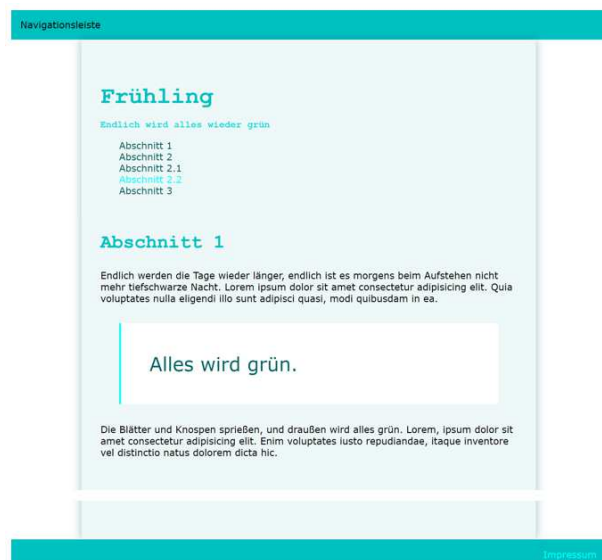 Navigationsleiste
Frühling
Endlich wird alles wieder grün
Abschnitt 1
Abschnitt 2
Abschnitt 2.1
Abschnitt 2.2
Abschnitt 3
Abschnitt 1
Endlich werden die Tage wieder länger, endlich ist es morgens beim Aufstehen nicht
mehr tiefschwarze Nacht. Lorem ipsum dolor sit amet consectetur adipisicing elit. Quia
voluptates nulla eligendi illo sunt adipisci quasi, modi quibusdam in ea.
Alles wird grün.
Die Blätter und Knospen sprießen, und draußen wird alles grün. Lorem, ipsum dolor sit
amet consectetur adipisicing elit. Enim voluptates iusto repudiandae, itaque inventore
vel distinctio natus dolorem dicta hic.
Impressum